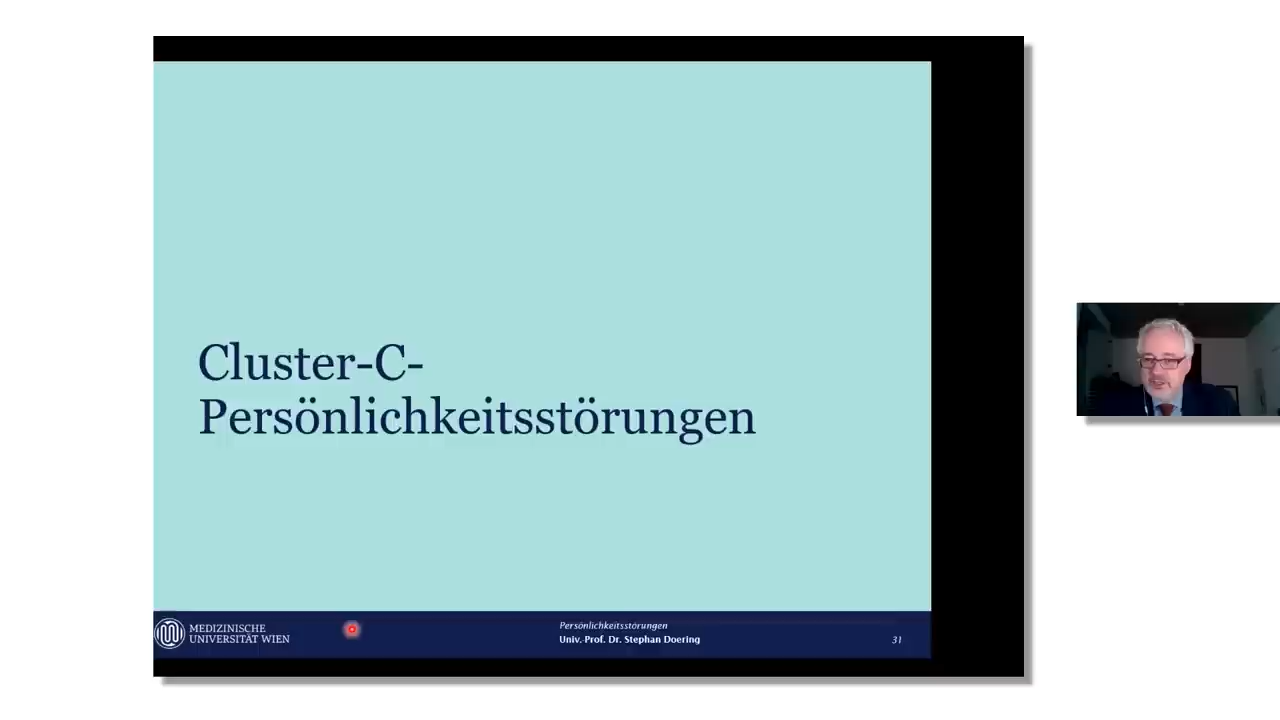 Cluster-C-
Persönlichkeitsstörungen
MEDIZINISCHE
UNIVERSITÄT WIEN
Persönlichkeitsstörungen
Univ.-Prof. Dr. Stephan Doering
31